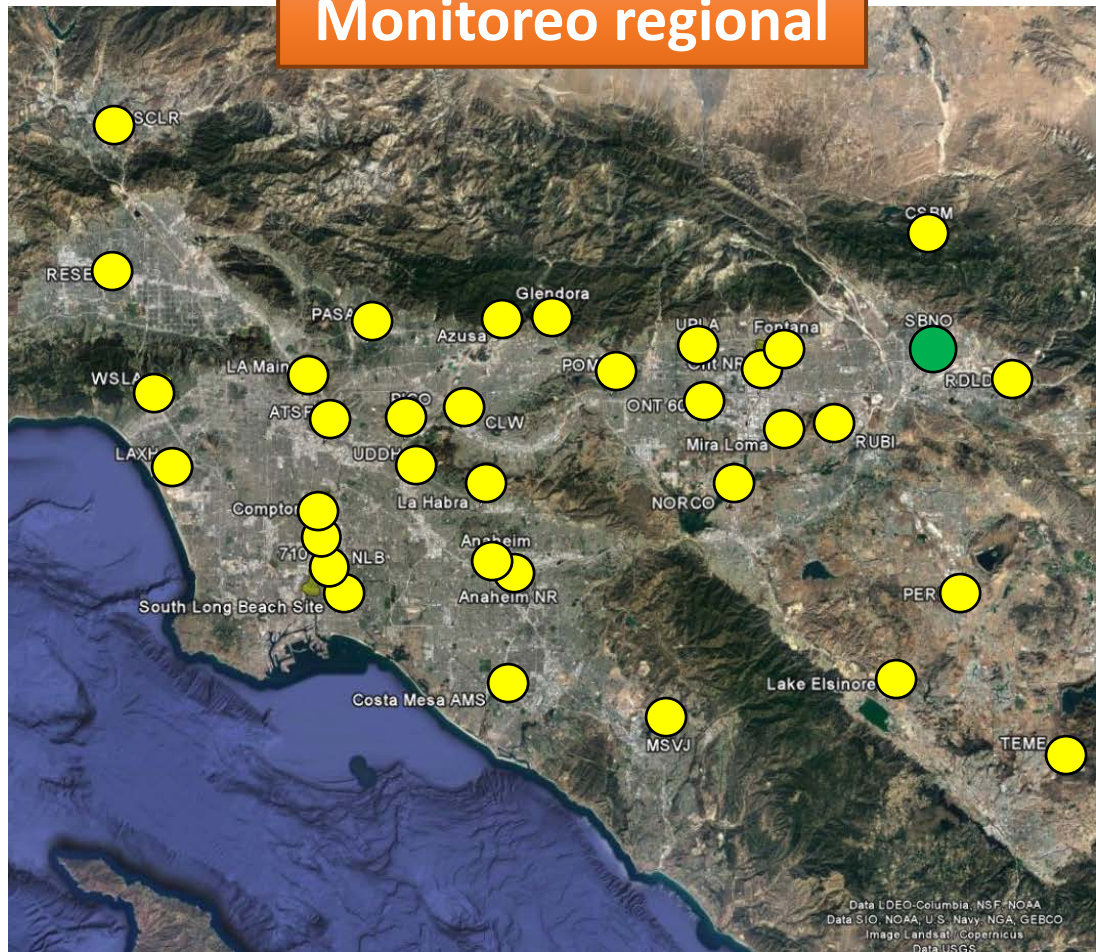 Monitoreo regional
SCLR
CSBM
RESE
Glendora
PASA
Azusa
UPLA
Fontana
SBNO
LA Main
POM
Ont NR
RDLD
WSLA
ATSF
PICO
CLW
ONT 60
Mira Loma
RUBI
LAXH
UDDH
La Habra
NORCO
Compton
Anaheim
710
NLB
Anaheim NR
South Long Beach Site
PER
Costa Mesa AMS
Lake Elsinore
MSVJ
TEME
Data LDEO-Columbia, NSF, NOAA
Data SIO, NOAA, U.S. Navy, NGA, GEBCO
Image Landsat / Copernicus
Data USGS